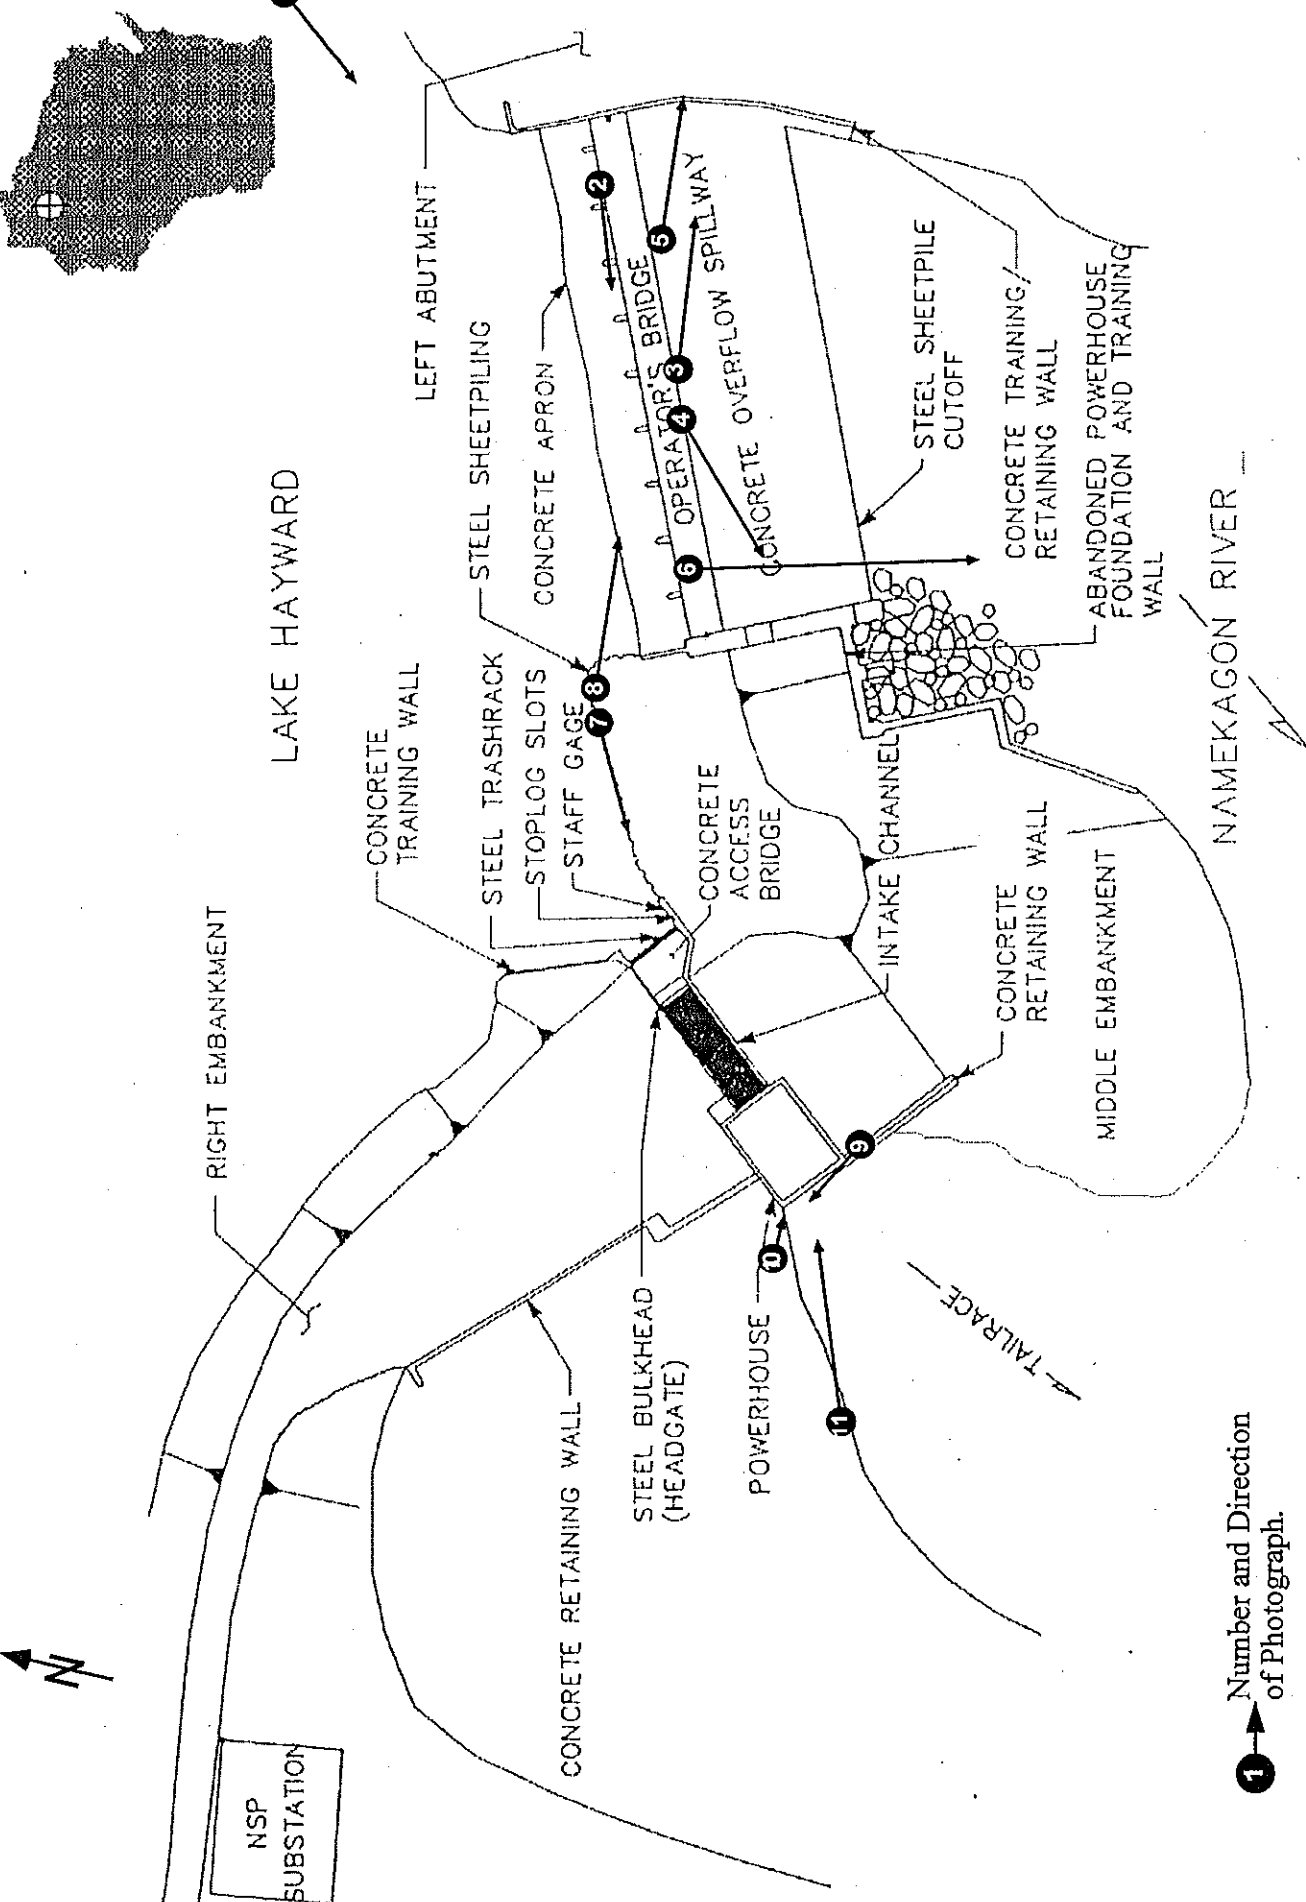 LAKE HAYWARD
LEFT ABUTMENT
STEEL SHEETPILING
CONCRETE APRON
CONCRETE
TRAINING WALL
STEEL TRASHRACK
STOPLOG SLOTS
STAFF GAGE
RIGHT EMBANKMENT
NSP
SUBSTATION
N
2
OPERATOR'S BRIDGE
5
3
4
6
8
7
CONCRETE OVERFLOW SPILLWAY
CONCRETE
ACCESS
BRIDGE
INTAKE CHANNEL
STEEL SHEETPILE
CUTOFF
CONCRETE TRAINING/
RETAINING WALL
ABANDONED POWERHOUSE
FOUNDATION AND TRAINING
WALL
CONCRETE
RETAINING WALL
MIDDLE EMBANKMENT
NAMEKAGON RIVER
CONCRETE RETAINING WALL
STEEL BULKHEAD
(HEADGATE)
POWERHOUSE
9
10
11
TAILRACE
1
Number and Direction
of Photograph.